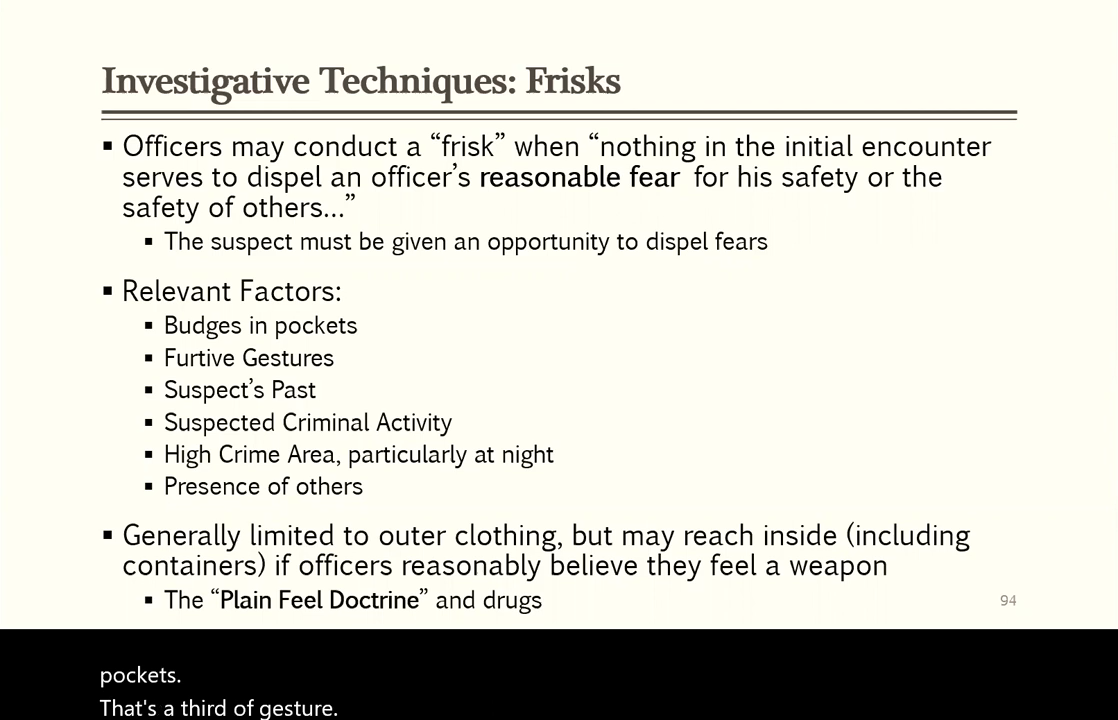 Investigative Techniques: Frisks
▪ Officers may conduct a “frisk” when “nothing in the initial encounter
serves to dispel an officer’s reasonable fear for his safety or the
safety of others...”
▪ The suspect must be given an opportunity to dispel fears
▪ Relevant Factors:
▪ Budges in pockets
▪ Furtive Gestures
▪ Suspect’s Past
▪ Suspected Criminal Activity
▪ High Crime Area, particularly at night
▪ Presence of others
▪ Generally limited to outer clothing, but may reach inside (including
containers) if officers reasonably believe they feel a weapon
▪ The “Plain Feel Doctrine” and drugs
94
pockets.
That's a third of gesture.